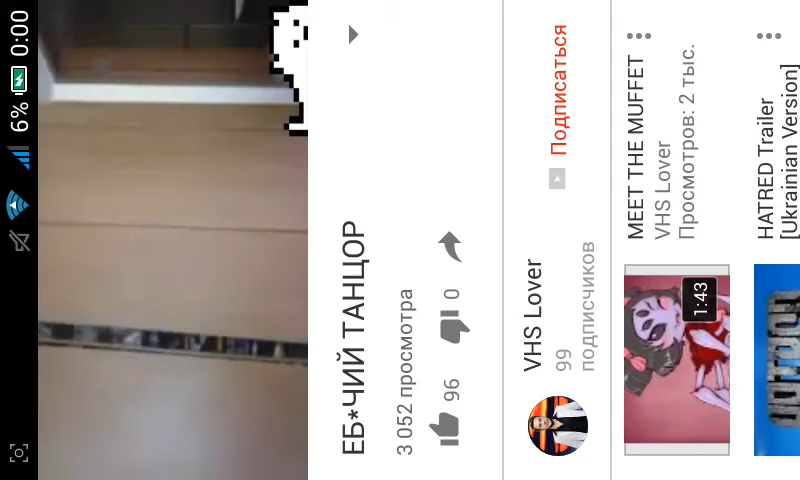 6% 0:00
ЕБ*ЧИЙ ТАНЦОР
3 052 просмотра
96 0
VHS Lover
99
подписчиков
Подписаться
1:43
MEET THE MUFFET
VHS Lover
Просмотров: 2 тыс.
HATRED Trailer
[Ukrainian Version]